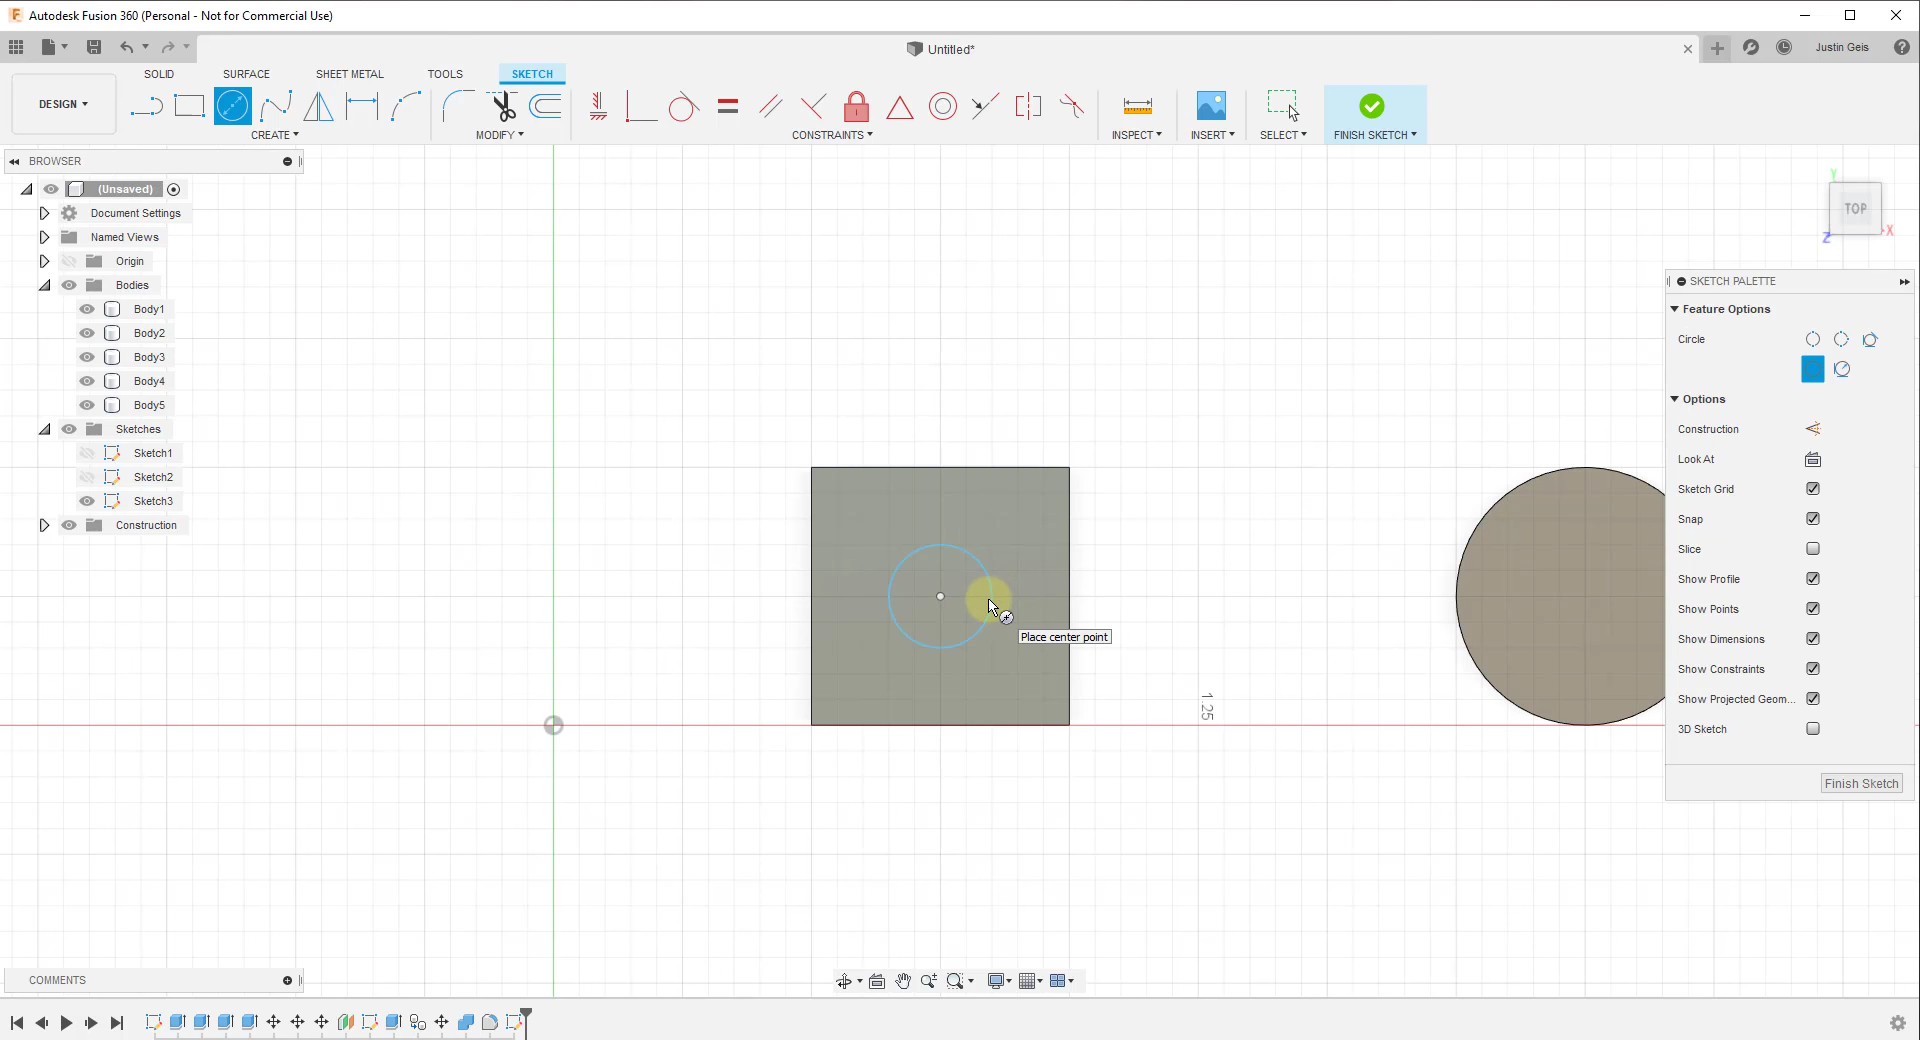 Autodesk Fusion 360 (Personal - Not for Commercial Use)
Untitled*
Justin Geis
SOLID
SURFACE
SHEET METAL
TOOLS
SKETCH
DESIGN
CREATE
MODIFY
CONSTRAINTS
INSPECT
INSERT
SELECT
FINISH SKETCH
BROWSER
(Unsaved)
Document Settings
Named Views
Origin
Bodies
Body1
Body2
Body3
Body4
Body5
Sketches
Sketch1
Sketch2
Sketch3
Construction
Y
TOP
X
Z
SKETCH PALETTE
Feature Options
Circle
Options
Construction
Look At
Sketch Grid
Snap
Slice
Show Profile
Show Points
Show Dimensions
Show Constraints
Show Projected Geom...
3D Sketch
Finish Sketch
Place center point
1.25
COMMENTS